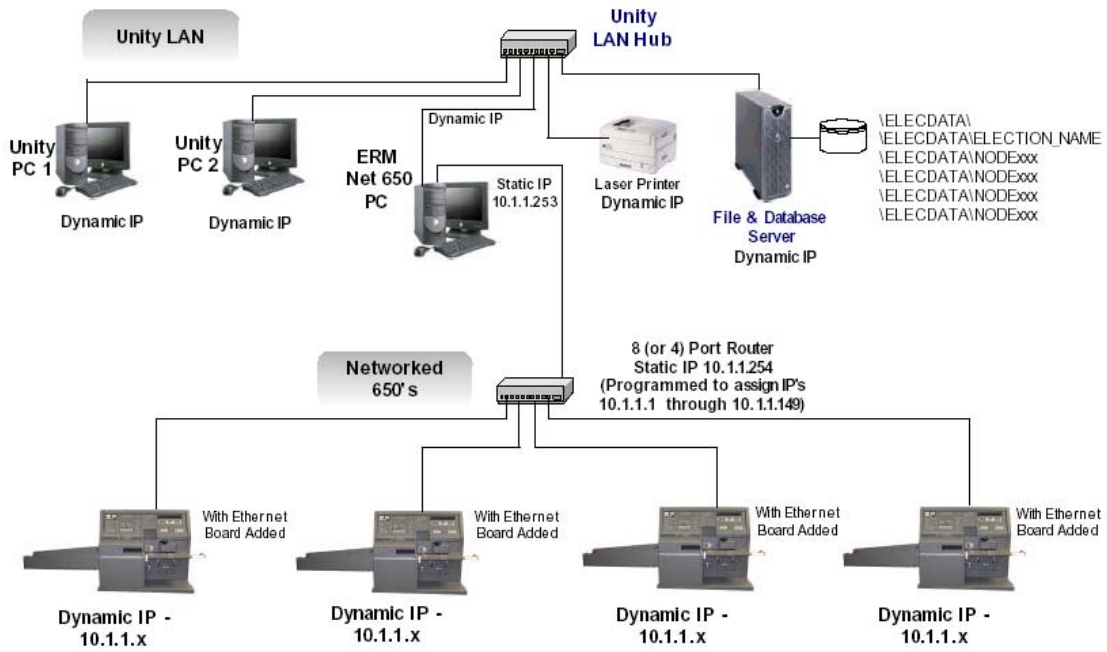 Unity LAN
Unity
LAN Hub
Unity
PC 1
Dynamic IP
Unity
PC 2
Dynamic IP
Dynamic IP
ERM
Net 650
PC
Static IP
10.1.1.253
Laser Printer
Dynamic IP
File & Database
Server
Dynamic IP
\ELECDATA\
\ELECDATA\ELECTION_NAME
\ELECDATA\NODExxx
\ELECDATA\NODExxx
\ELECDATA\NODExxx
\ELECDATA\NODExxx
Networked
650's
8 (or 4) Port Router
Static IP 10.1.1.254
(Programmed to assign IP's
10.1.1.1 through 10.1.1.149)
With Ethernet
Board Added
Dynamic IP -
10.1.1.x
With Ethernet
Board Added
Dynamic IP -
10.1.1.x
With Ethernet
Board Added
Dynamic IP -
10.1.1.x
With Ethernet
Board Added
Dynamic IP -
10.1.1.x